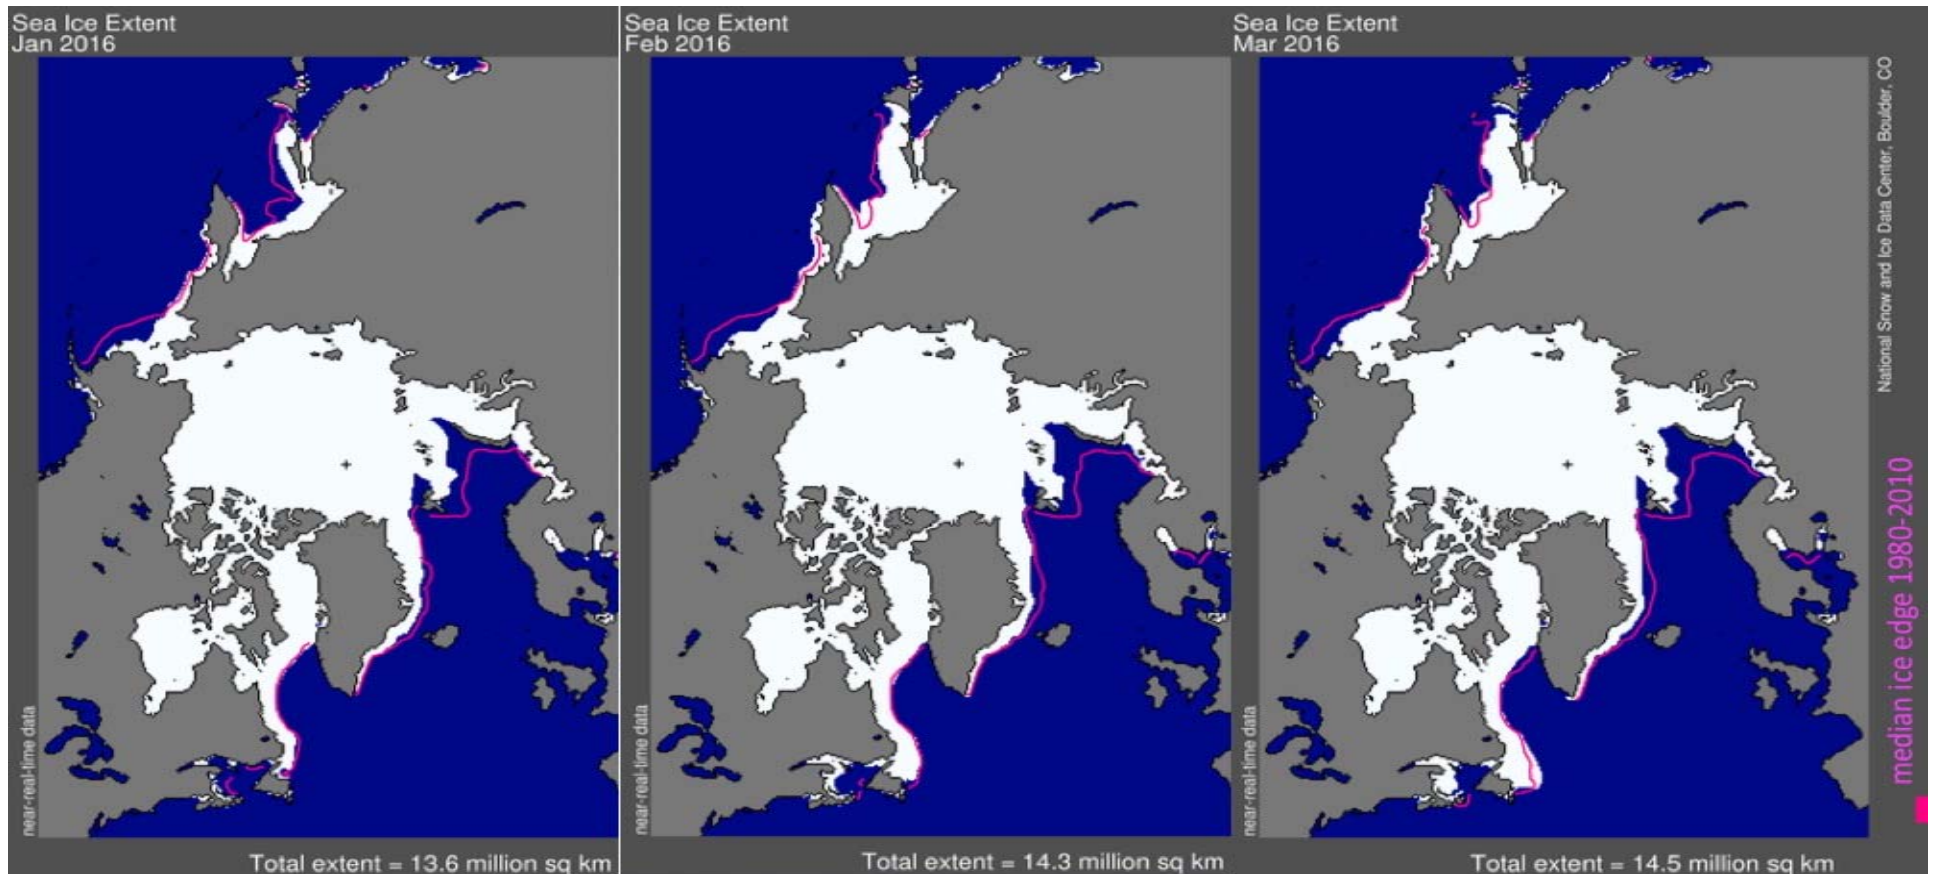 Sea Ice Extent
Jan 2016
near-real-time data
Total extent = 13.6 million sq km
Sea Ice Extent
Feb 2016
near-real-time data
Total extent = 14.3 million sq km
Sea Ice Extent
Mar 2016
near-real-time data
Total extent = 14.5 million sq km
National Snow and Ice Data Center, Boulder, CO
median ice edge 1980-2010